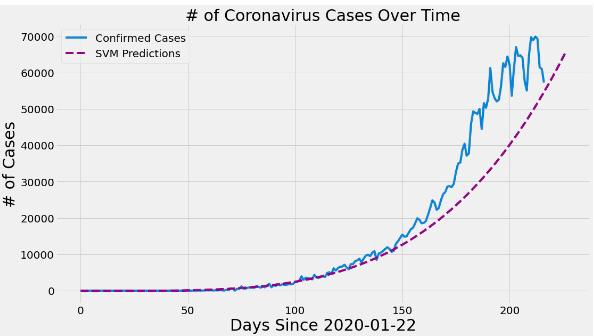 # of Coronavirus Cases Over Time
Confirmed Cases
SVM Predictions
70000
60000
50000
40000
30000
20000
10000
0
# of Cases
0 50 100 150 200
Days Since 2020-01-22